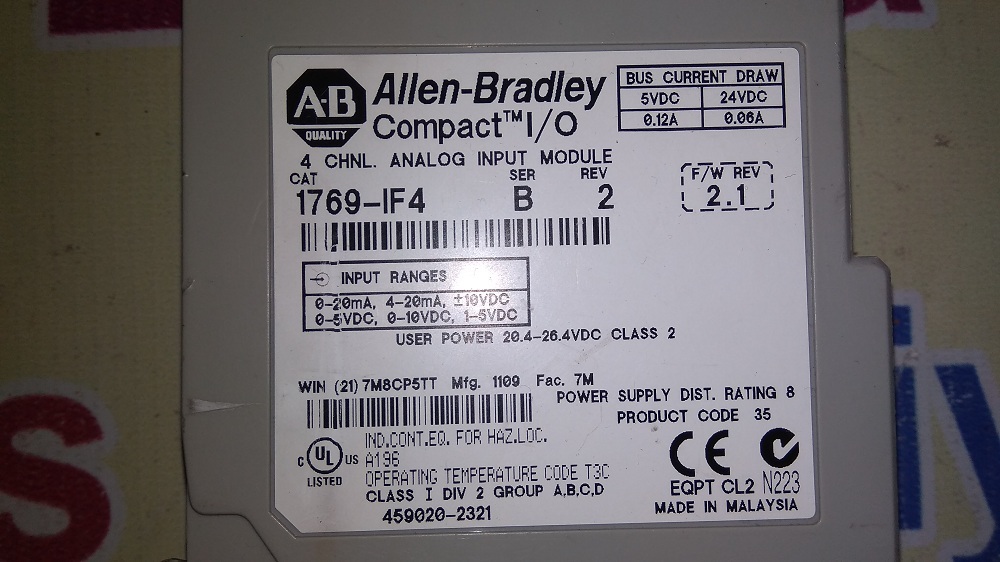 A·B
QUALITY
Allen-Bradley
Compact™ I/O
BUS CURRENT DRAW
5VDC 24VDC
0.12A 0.06A
4 CHNL. ANALOG INPUT MODULE
CAT SER REV
1769-IF4 B 2
F/W REV
2.1
INPUT RANGES
0-20mA, 4-20mA, ±10VDC
0-5VDC, 0-10VDC, 1-5VDC
USER POWER 20.4-26.4VDC CLASS 2
WIN (21) 7M8CP5TT Mfg. 1109 Fac. 7M
POWER SUPPLY DIST. RATING 8
PRODUCT CODE 35
C UL US
LISTED
IND.CONT.EQ. FOR HAZ.LOC.
A196
OPERATING TEMPERATURE CODE T3C
CLASS I DIV 2 GROUP A,B,C,D
459020-2321
CE
EQPT CL2 N223
MADE IN MALAYSIA